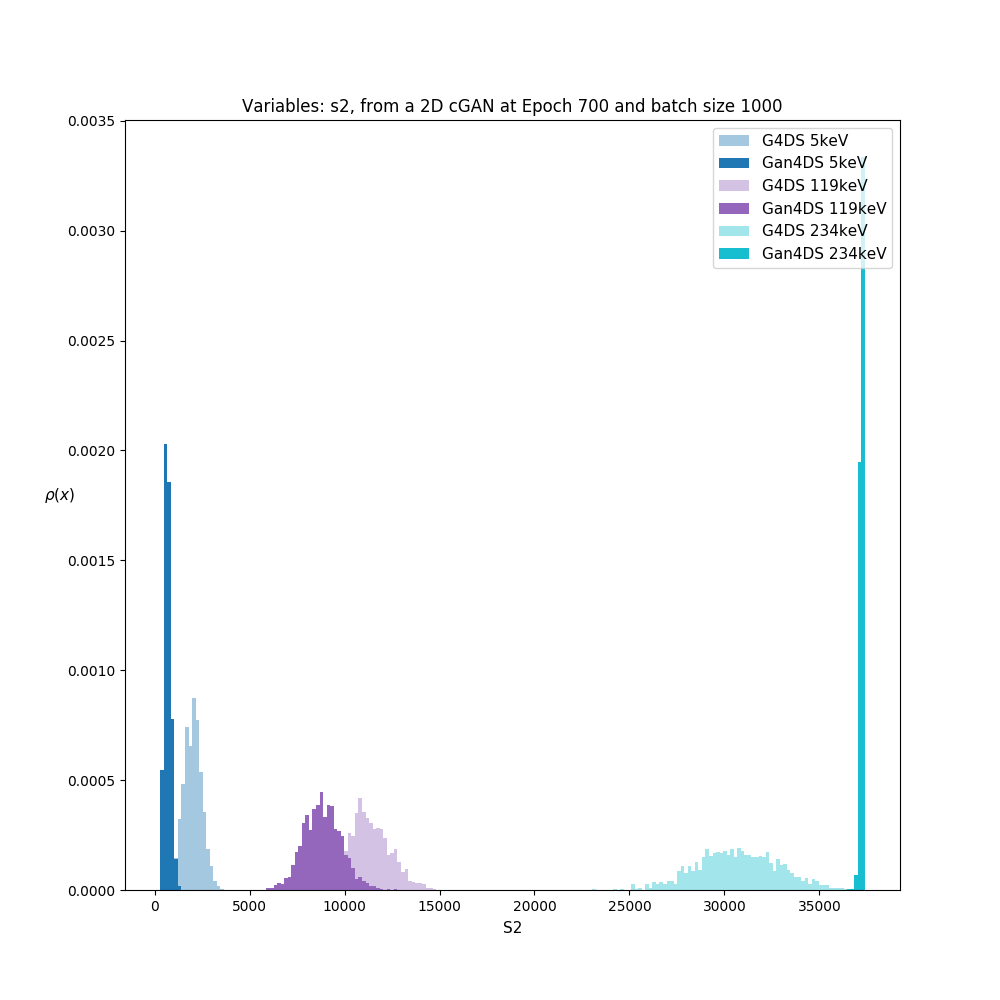 Variables: s2, from a 2D cGAN at Epoch 700 and batch size 1000
0.0035
0.0030
0.0025
0.0020
0.0015
0.0010
0.0005
0.0000
ρ(x)
G4DS 5keV
Gan4DS 5keV
G4DS 119keV
Gan4DS 119keV
G4DS 234keV
Gan4DS 234keV
0 5000 10000 15000 20000 25000 30000 35000
S2